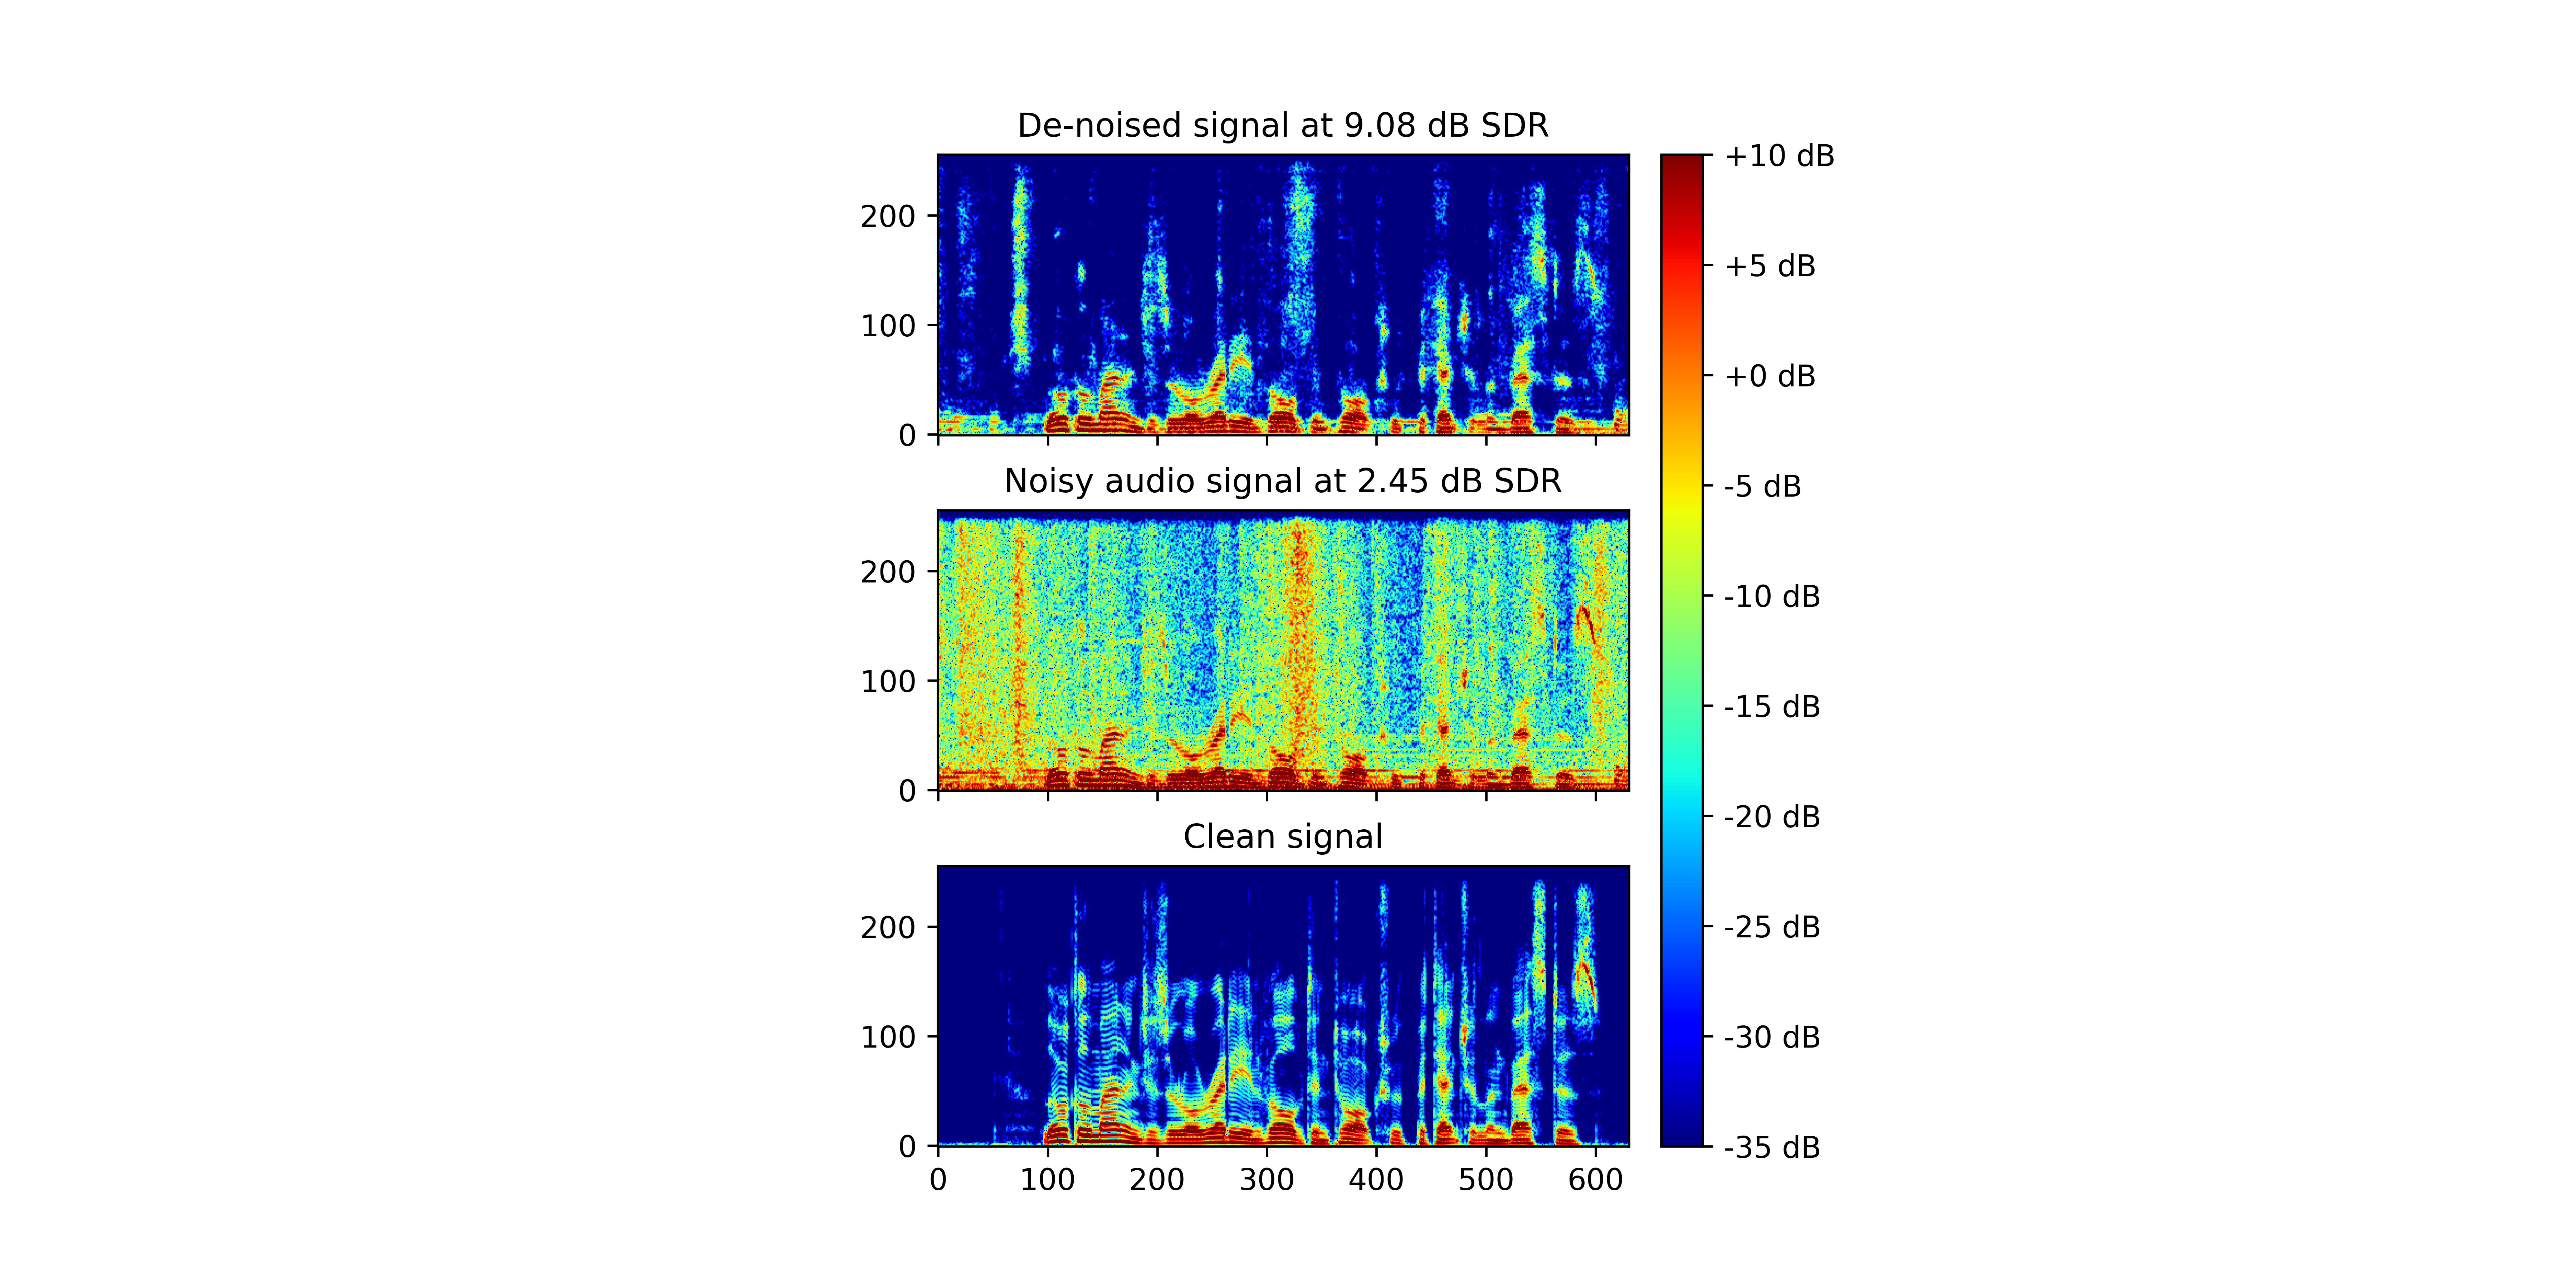 De-noised signal at 9.08 dB SDR
200
100
0
Noisy audio signal at 2.45 dB SDR
200
100
0
Clean signal
200
100
0
0 100 200 300 400 500 600
+10 dB
+5 dB
+0 dB
-5 dB
-10 dB
-15 dB
-20 dB
-25 dB
-30 dB
-35 dB